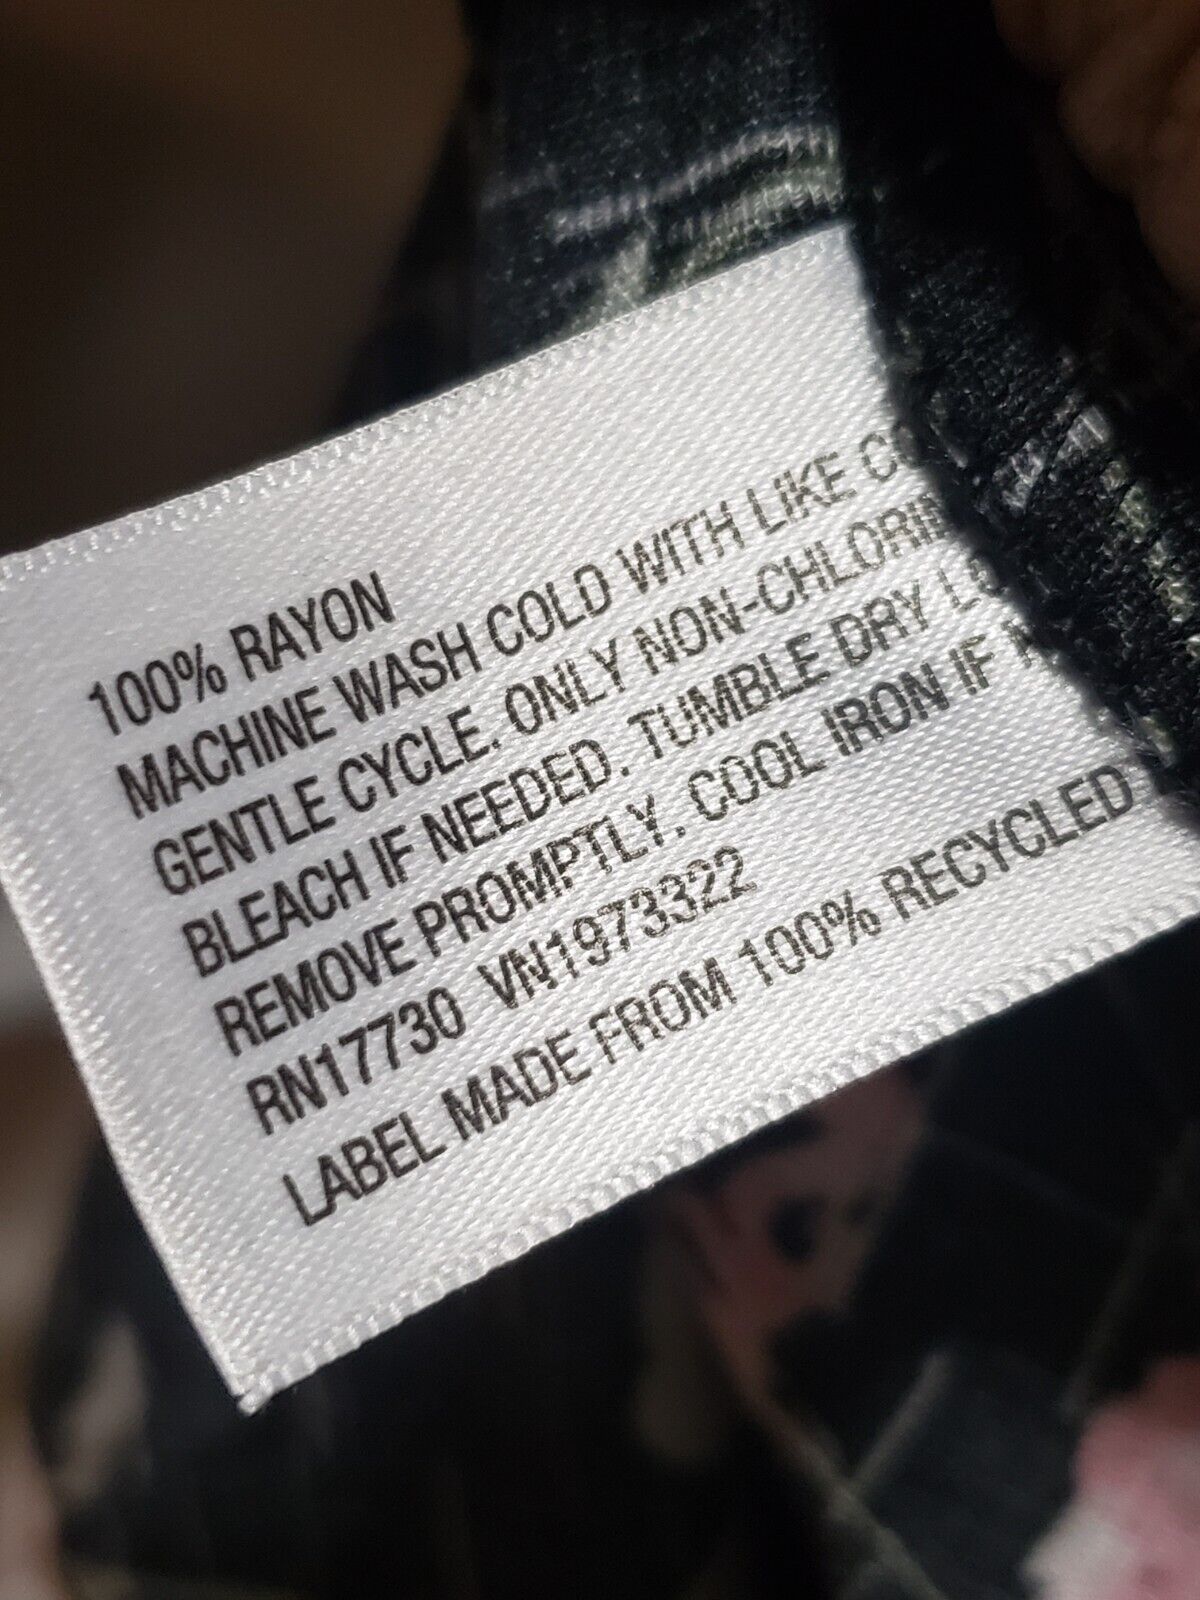 100% RAYON
MACHINE WASH COLD WITH LIKE
GENTLE CYCLE. ONLY NON-CHLORIN
BLEACH IF NEEDED. TUMBLE DRY
REMOVE PROMPTLY. COOL IRON IF
RN17730 VN1973322
LABEL MADE FROM 100% RECYCLED